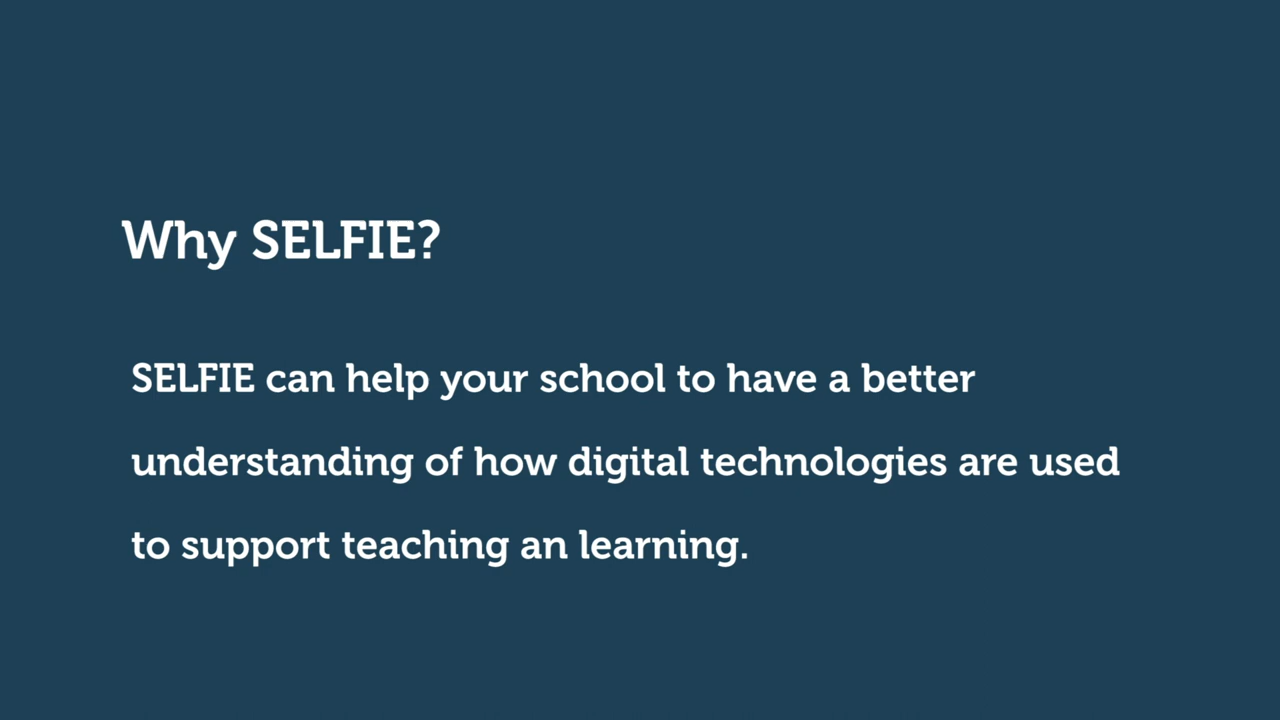 Why SELFIE?
SELFIE can help your school to have a better
understanding of how digital technologies are used
to support teaching an learning.